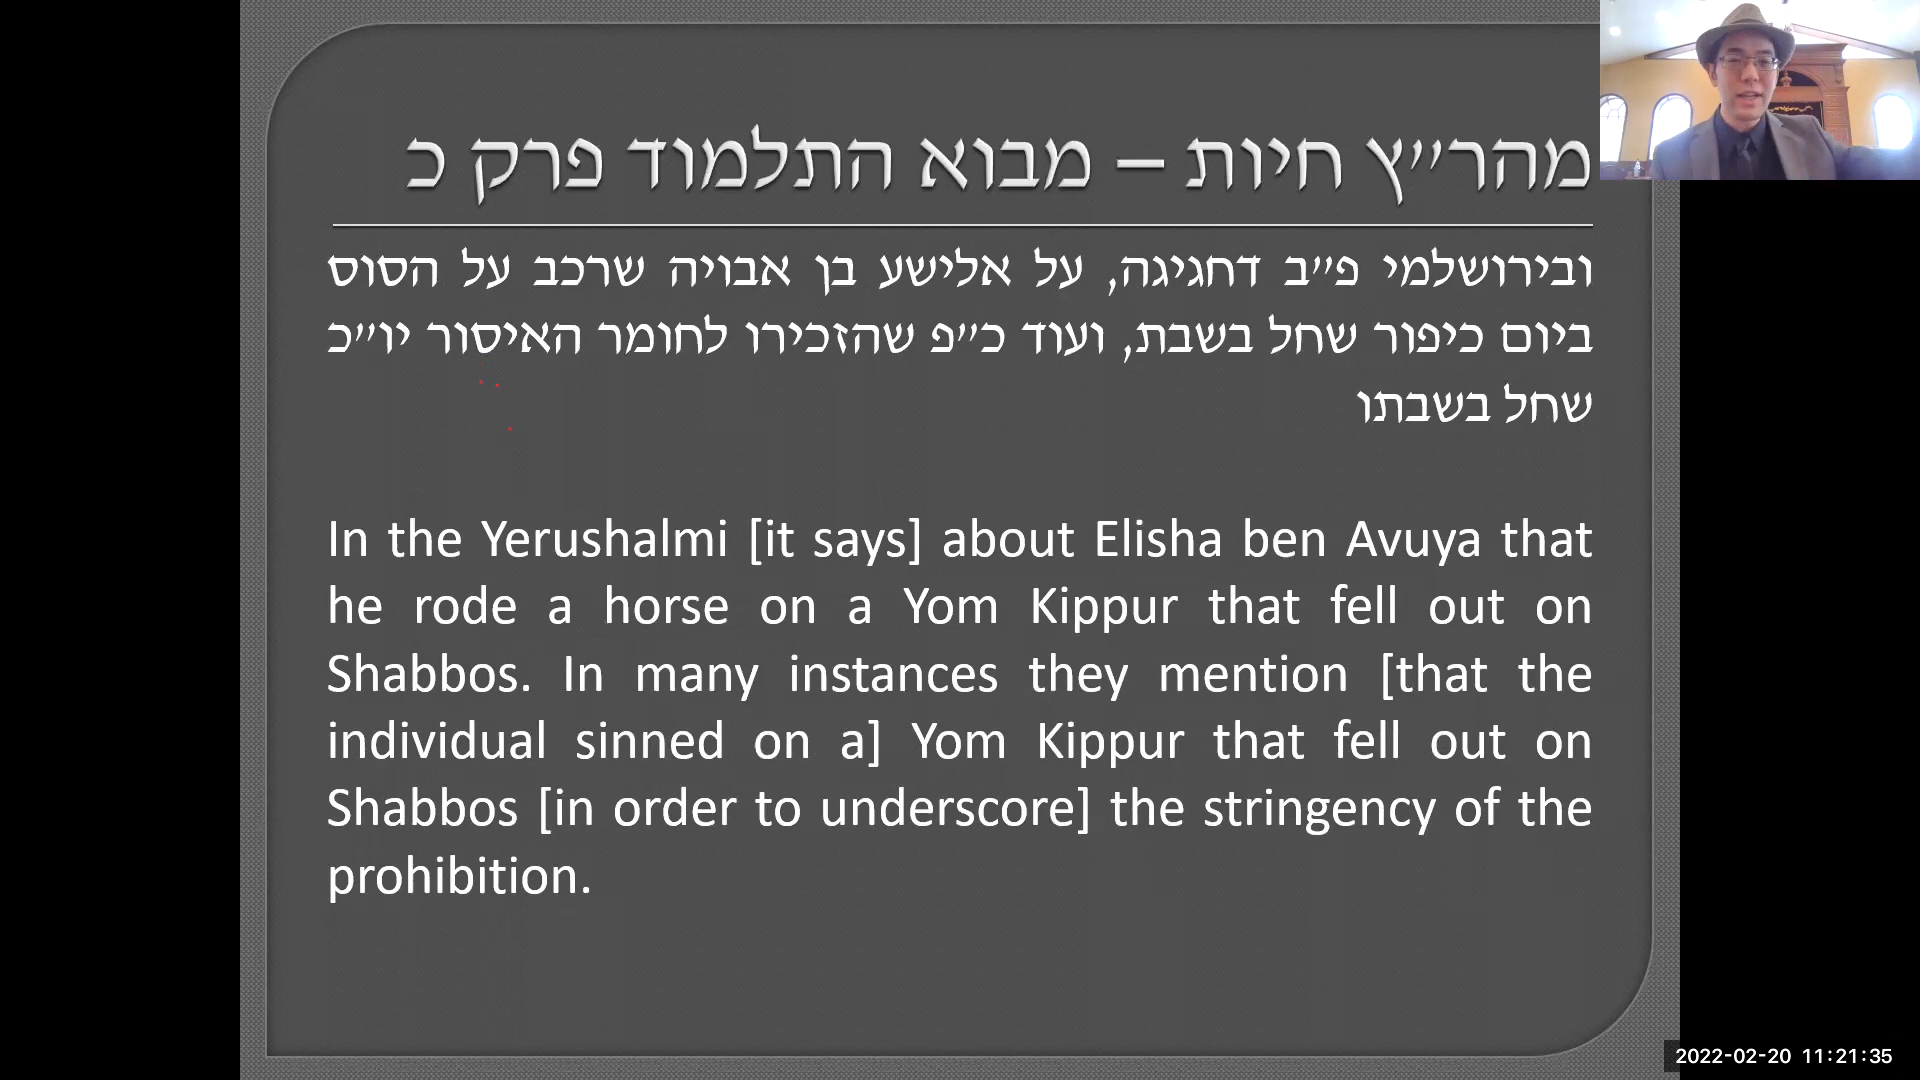 מהר״ץ חיות – מבוא התלמוד פרק כ
ובירושלמי פ״ב דחגיגה, על אלישע בן אבויה שרכב על הסוס
ביום כיפור שחל בשבת, ועוד כ״פ שהזכירו לחומר האיסור יו״כ
שחל בשבתו
In the Yerushalmi [it says] about Elisha ben Avuya that
he rode a horse on a Yom Kippur that fell out on
Shabbos. In many instances they mention [that the
individual sinned on a] Yom Kippur that fell out on
Shabbos [in order to underscore] the stringency of the
prohibition.
2022-02-20 11:21:35